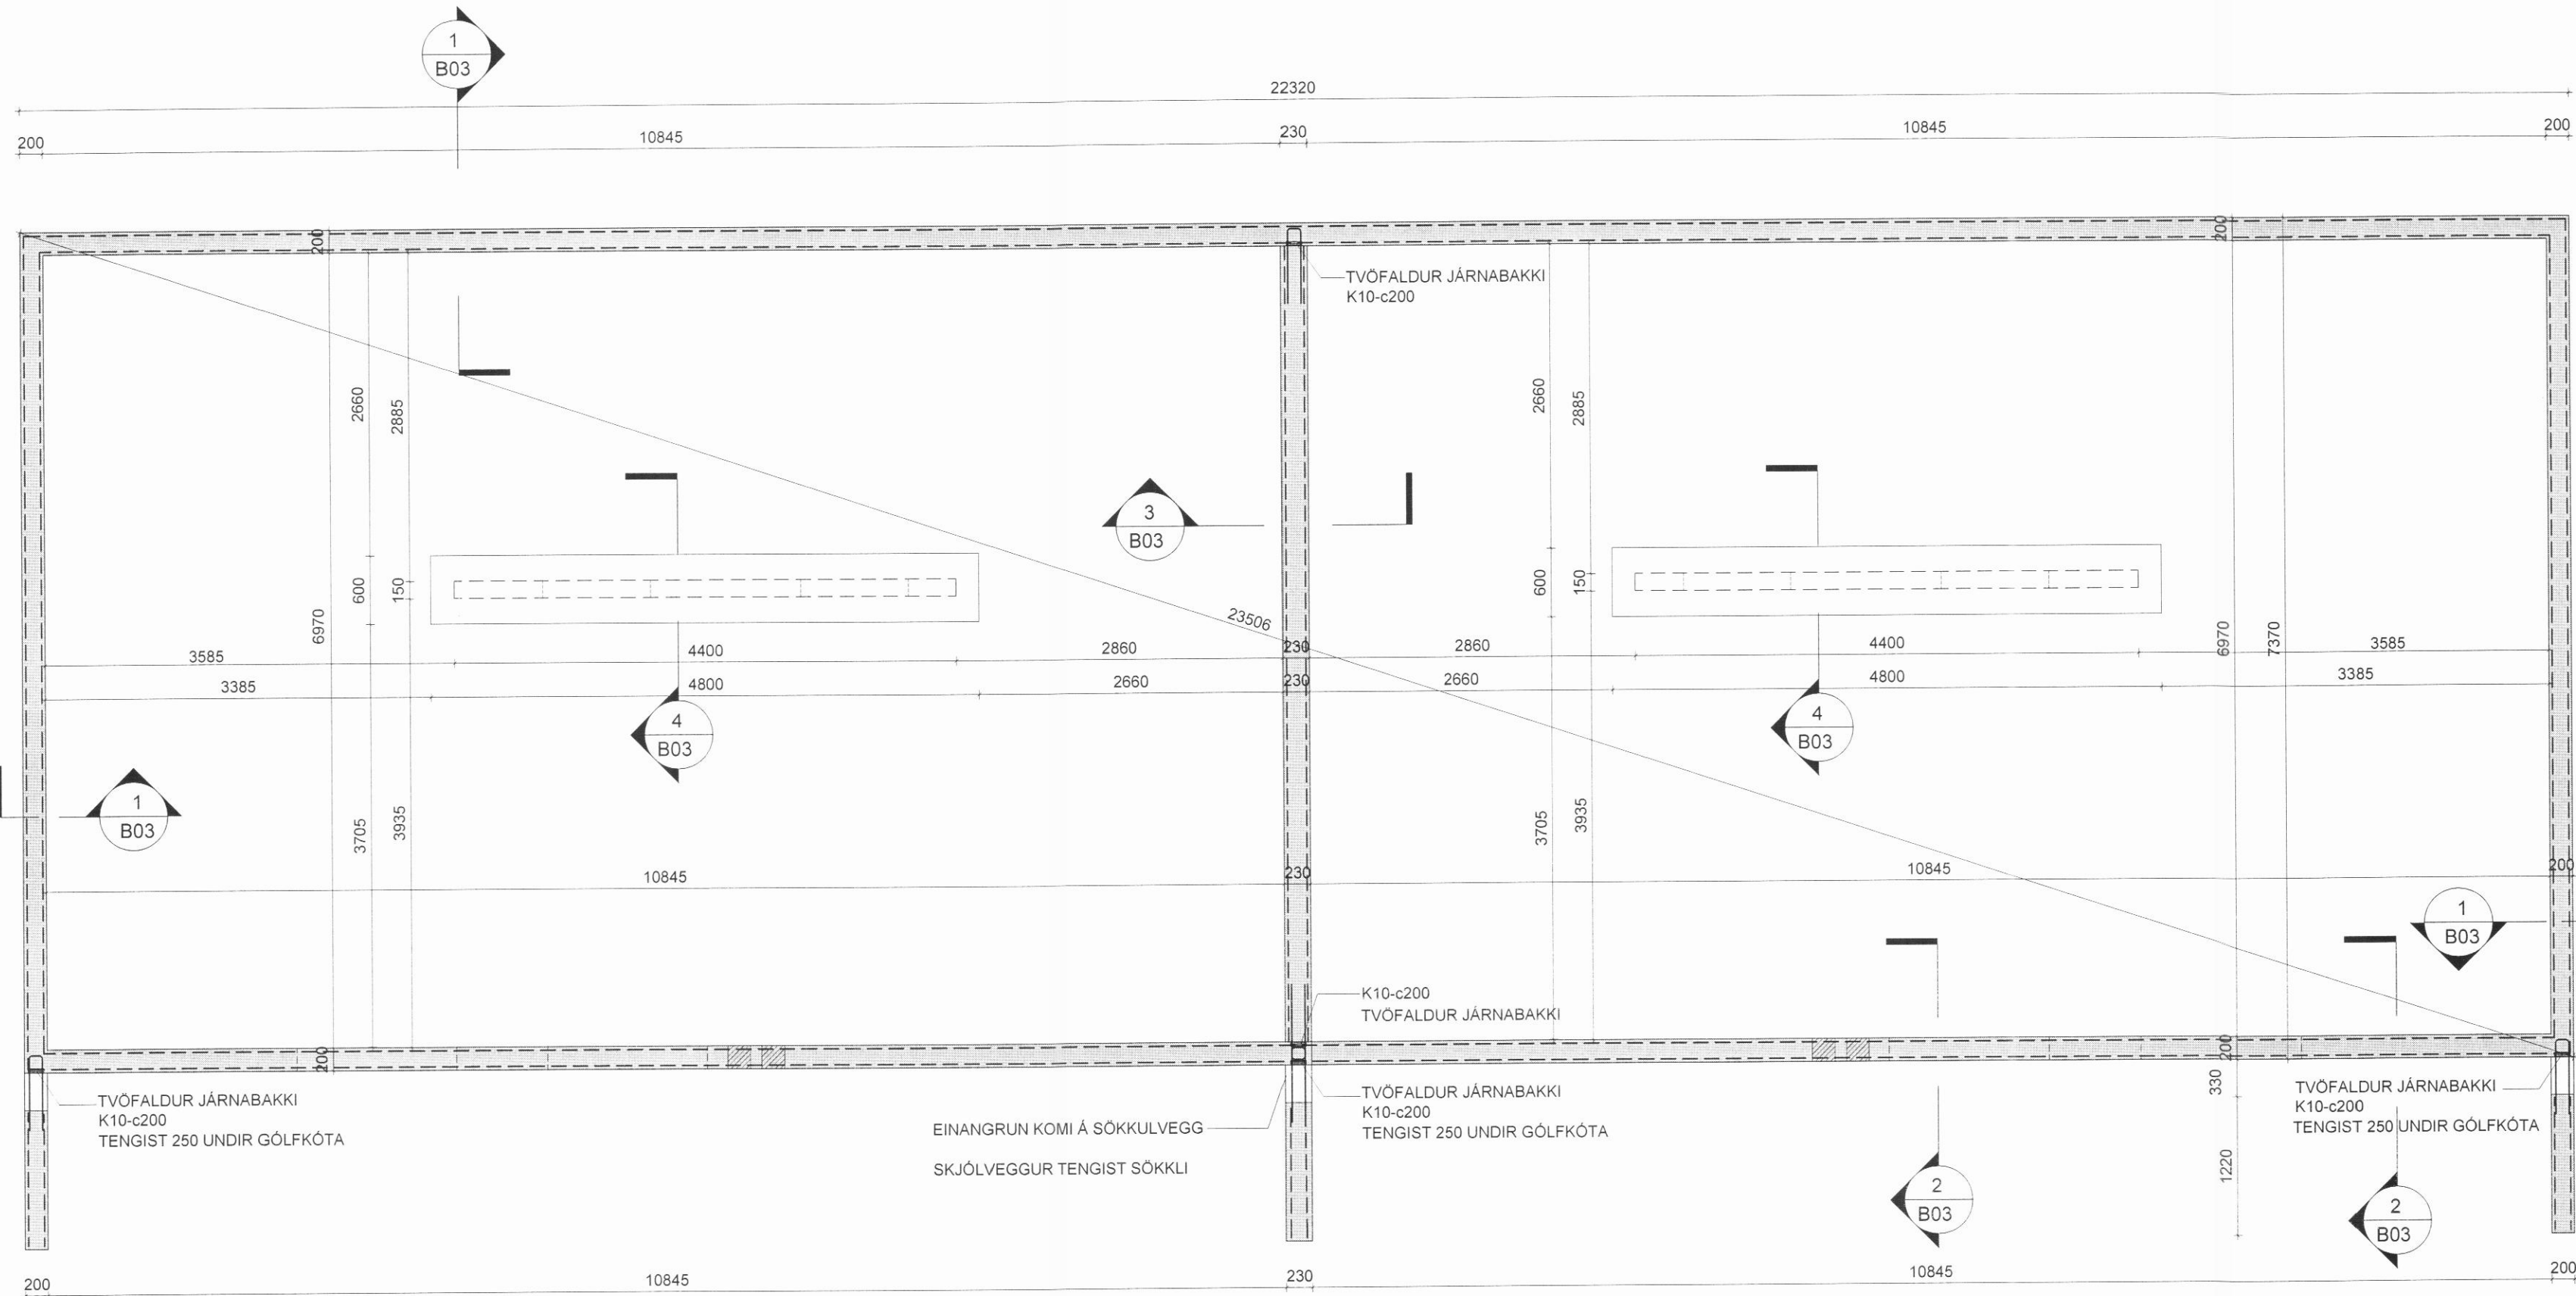 1
B03
22320
200
10845
230
10845
200
200
200
TVÖFALDUR JÁRNABAKKI
K10-c200
2660
2885
2660
2885
3
B03
600
150
600
150
6970
23506
6970
7370
3585
4400
2860
230
2860
4400
3585
3385
4800
2660
230
2660
4800
3385
4
B03
4
B03
1
B03
3705
3935
3705
3935
10845
230
10845
200
1
B03
K10-c200
TVÖFALDUR JÁRNABAKKI
200
200
330
TVÖFALDUR JÁRNABAKKI
K10-c200
TENGIST 250 UNDIR GÓLFKÓTA
EINANGRUN KOMI Á SÖKKULVEGG
SKJÓLVEGGUR TENGIST SÖKKLI
TVÖFALDUR JÁRNABAKKI
K10-c200
TENGIST 250 UNDIR GÓLFKÓTA
TVÖFALDUR JÁRNABAKKI
K10-c200
TENGIST 250 UNDIR GÓLFKÓTA
1220
2
B03
2
B03
200
10845
230
10845
200